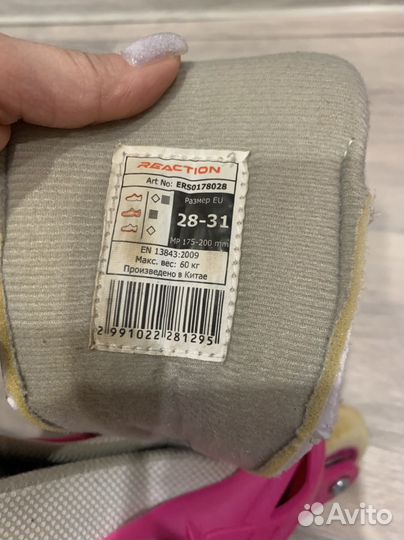 REACTION
Art No: ERS0178028
Размер EU
28-31
MP 175-200 mm
EN 13843:2009
Макс. вес: 60 кг
Произведено в Китае
2 991022 281295
Avito